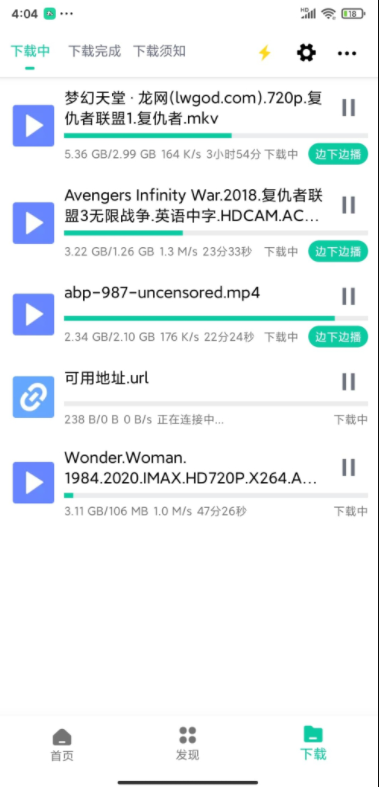 4:04
HD
18
下载中 下载完成 下载须知
梦幻天堂 · 龙网(lwgod.com).720p.复
仇者联盟1.复仇者.mkv
5.36 GB/2.99 GB 164 K/s 3小时54分 下载中 边下边播
Avengers Infinity War.2018.复仇者联
盟3无限战争.英语中字.HDCAM.AC...
3.22 GB/1.26 GB 1.3 M/s 23分33秒 下载中 边下边播
abp-987-uncensored.mp4
2.34 GB/2.10 GB 176 K/s 22分24秒 下载中 边下边播
可用地址.url
238 B/0 B 0 B/s 正在连接中... 下载中
Wonder.Woman.
1984.2020.IMAX.HD720P.X264.A...
3.11 GB/106 MB 1.0 M/s 47分26秒 下载中
首页 发现 下载